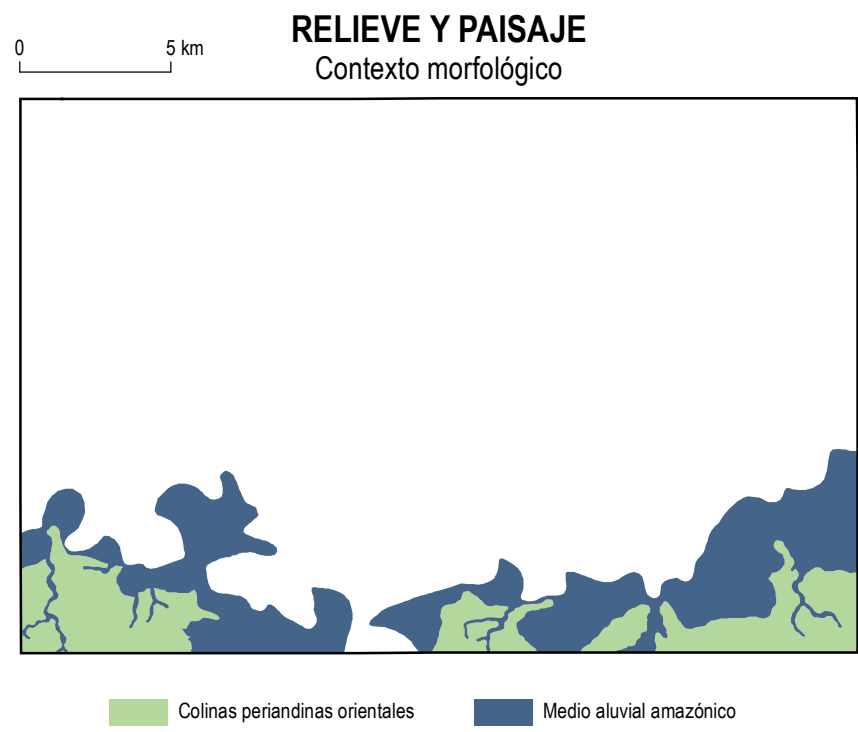 RELIEVE Y PAISAJE
Contexto morfológico
0 5 km
Colinas periandinas orientales
Medio aluvial amazónico